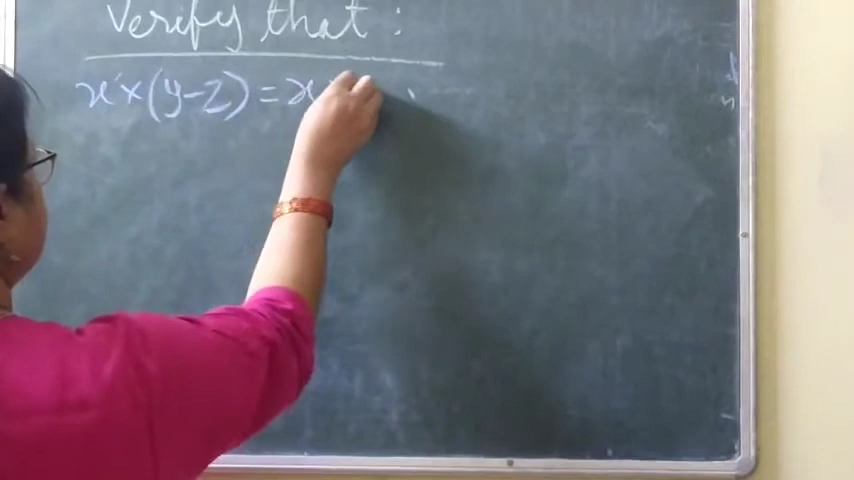 Verify that :
x × (y - z) = x